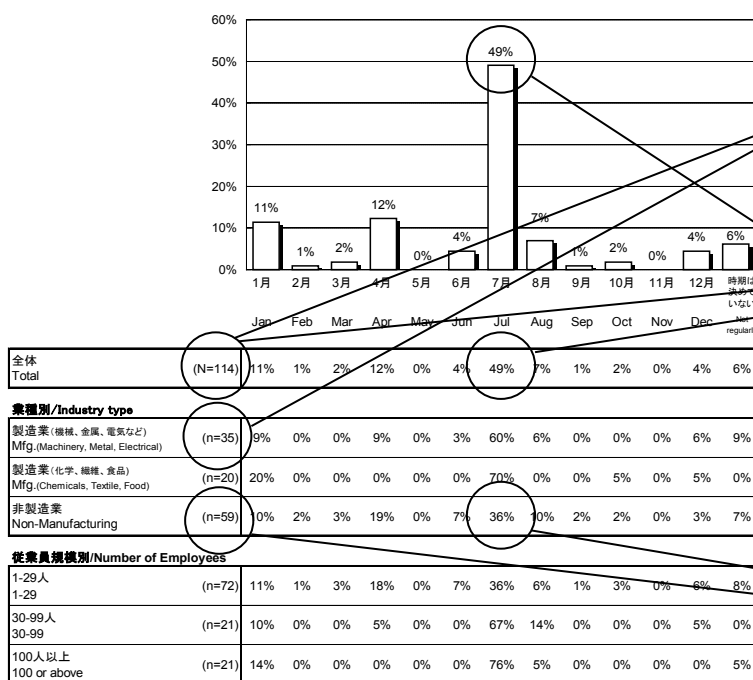 60%
50%
40%
30%
20%
10%
0%
11% 1% 2% 12% 0% 4% 49% 7% 1% 2% 0% 4% 6%
1月 2月 3月 4月 5月 6月 7月 8月 9月 10月 11月 12月 時期は
決めて
いない
Jan Feb Mar Apr May Jun Jul Aug Sep Oct Nov Dec Not
regularl
全体
Total (N=114) 11% 1% 2% 12% 0% 4% 49% 7% 1% 2% 0% 4% 6%
業種別/Industry type
製造業(機械、金属、電気など)
Mfg.(Machinery, Metal, Electrical) (n=35) 9% 0% 0% 9% 0% 3% 60% 6% 0% 0% 0% 6% 9%
製造業(化学、繊維、食品)
Mfg.(Chemicals, Textile, Food) (n=20) 20% 0% 0% 0% 0% 0% 70% 0% 0% 5% 0% 5% 0%
非製造業
Non-Manufacturing (n=59) 10% 2% 3% 19% 0% 7% 36% 10% 2% 2% 0% 3% 7%
従業員規模別/Number of Employees
1-29人
1-29 (n=72) 11% 1% 3% 18% 0% 7% 36% 6% 1% 3% 0% 6% 8%
30-99人
30-99 (n=21) 10% 0% 0% 5% 0% 0% 67% 14% 0% 0% 0% 5% 0%
100人以上
100 or above (n=21) 14% 0% 0% 0% 0% 0% 76% 5% 0% 0% 0% 0% 5%